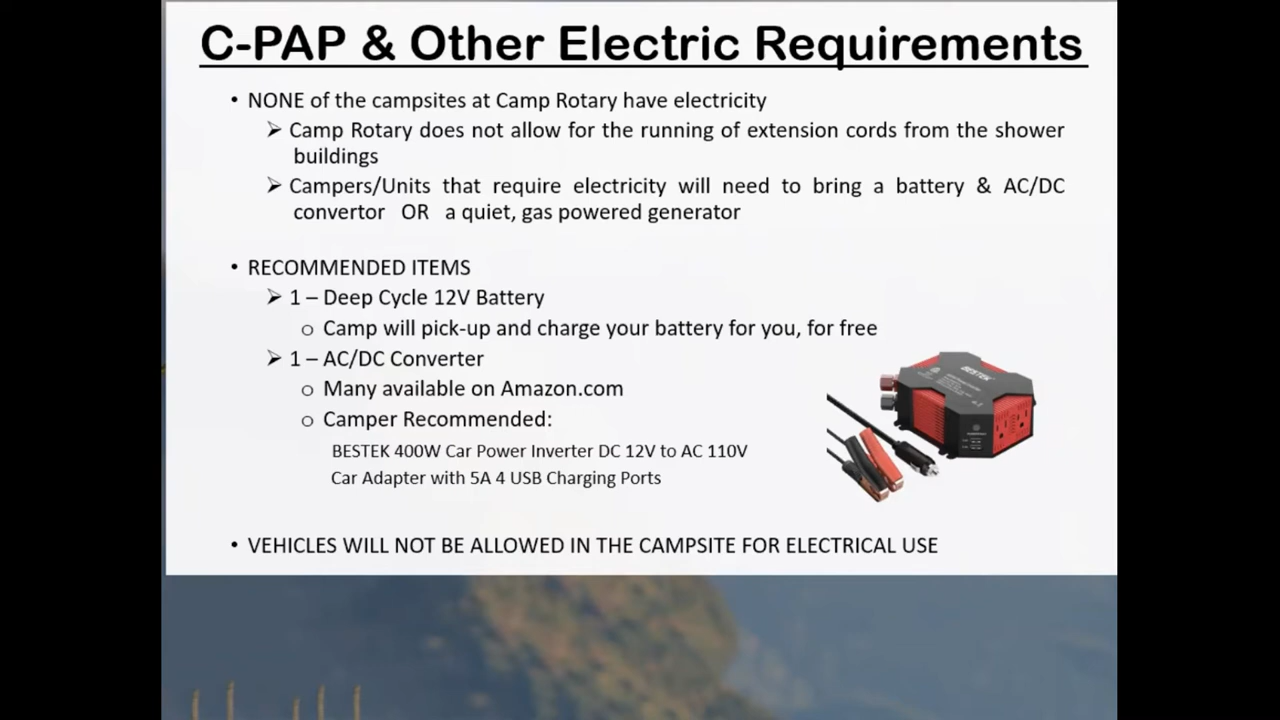 C-PAP & Other Electric Requirements
• NONE of the campsites at Camp Rotary have electricity
➢ Camp Rotary does not allow for the running of extension cords from the shower
buildings
➢ Campers/Units that require electricity will need to bring a battery & AC/DC
convertor OR a quiet, gas powered generator
• RECOMMENDED ITEMS
➢ 1 – Deep Cycle 12V Battery
o Camp will pick-up and charge your battery for you, for free
➢ 1 – AC/DC Converter
o Many available on Amazon.com
o Camper Recommended:
BESTEK 400W Car Power Inverter DC 12V to AC 110V
Car Adapter with 5A 4 USB Charging Ports
BESTEK
• VEHICLES WILL NOT BE ALLOWED IN THE CAMPSITE FOR ELECTRICAL USE